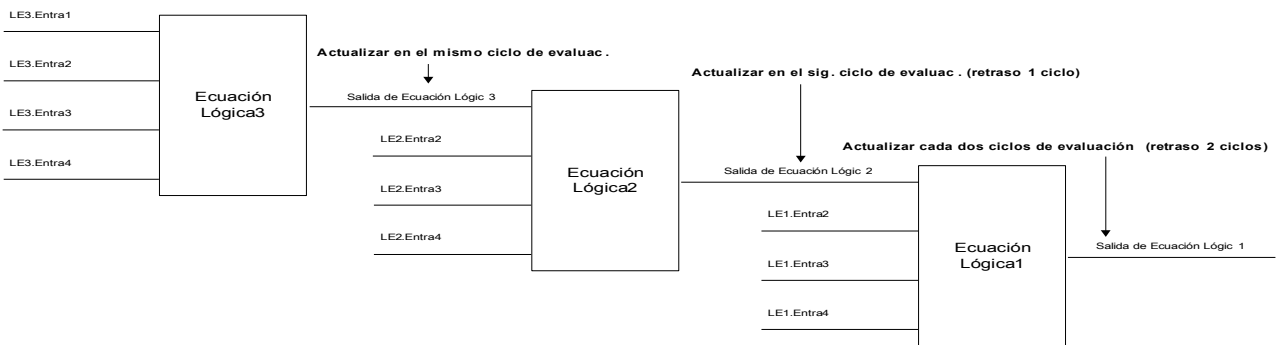 LE3.Entra1
LE3.Entra2
LE3.Entra3
LE3.Entra4
Ecuación
Lógica3
Actualizar en el mismo ciclo de evaluac .
Salida de Ecuación Lógic 3
LE2.Entra2
LE2.Entra3
LE2.Entra4
Ecuación
Lógica2
Actualizar en el sig. ciclo de evaluac . (retraso 1 ciclo)
Salida de Ecuación Lógic 2
LE1.Entra2
LE1.Entra3
LE1.Entra4
Ecuación
Lógica1
Actualizar cada dos ciclos de evaluación (retraso 2 ciclos)
Salida de Ecuación Lógic 1